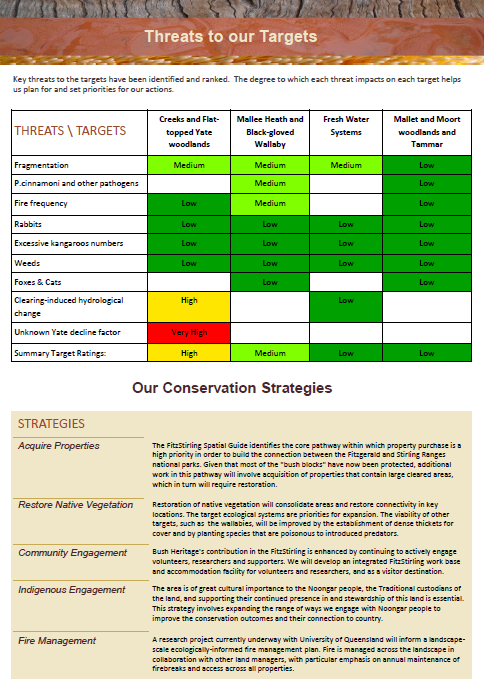 Threats to our Targets
Key threats to the targets have been identified and ranked. The degree to which each threat impacts on each target helps
us plan for and set priorities for our actions.
THREATS \ TARGETS
Creeks and Flat-
topped Yate
woodlands
Mallee Heath and
Black-gloved
Wallaby
Fresh Water
Systems
Mallet and Moort
woodlands and
Tammar
Fragmentation Medium Medium Medium Low
P.cinnamoni and other pathogens Medium Low
Fire frequency Low Medium Low
Rabbits Low Low Low Low
Excessive kangaroos numbers Low Low Low Low
Weeds Low Low Low Low
Foxes & Cats Low Low
Clearing-induced hydrological
change
High Low
Unknown Yate decline factor Very High
Summary Target Ratings: High Medium Low Low
Our Conservation Strategies
STRATEGIES
Acquire Properties
The FitzStirling Spatial Guide identifies the core pathway within which property purchase is a
high priority in order to build the connection between the Fitzgerald and Stirling Ranges
national parks. Given that most of the "bush blocks" have now been protected, additional
work in this pathway will involve acquisition of properties that contain large cleared areas,
which in turn will require restoration.
Restore Native Vegetation
Restoration of native vegetation will consolidate areas and restore connectivity in key
locations. The target ecological systems are priorities for expansion. The viability of other
targets, such as the wallabies, will be improved by the establishment of dense thickets for
cover and by planting species that are poisonous to introduced predators.
Community Engagement
Bush Heritage's contribution in the FitzStirling is enhanced by continuing to actively engage
volunteers, researchers and supporters. We will develop an integrated FitzStirling work base
and accommodation facility for volunteers and researchers, and as a visitor destination.
Indigenous Engagement
The area is of great cultural importance to the Noongar people, the Traditional custodians of
the land, and supporting their continued presence in and stewardship of this land is essential.
This strategy involves expanding the range of ways we engage with Noongar people to
improve the conservation outcomes and their connection to country.
Fire Management
A research project currently underway with University of Queensland will inform a landscape-
scale ecologically-informed fire management plan. Fire is managed across the landscape in
collaboration with other land managers, with particular emphasis on annual maintenance of
firebreaks and access across all properties.